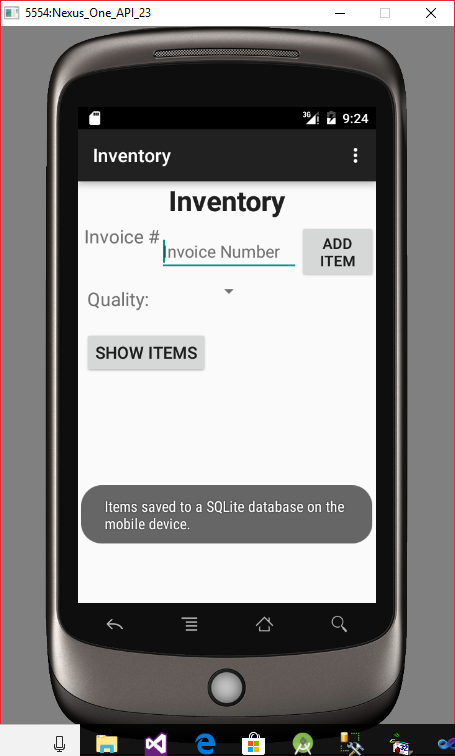 5554:Nexus_One_API_23
3G 9:24
Inventory
Inventory
Invoice #
Invoice Number
ADD
ITEM
Quality:
SHOW ITEMS
Items saved to a SQLite database on the
mobile device.